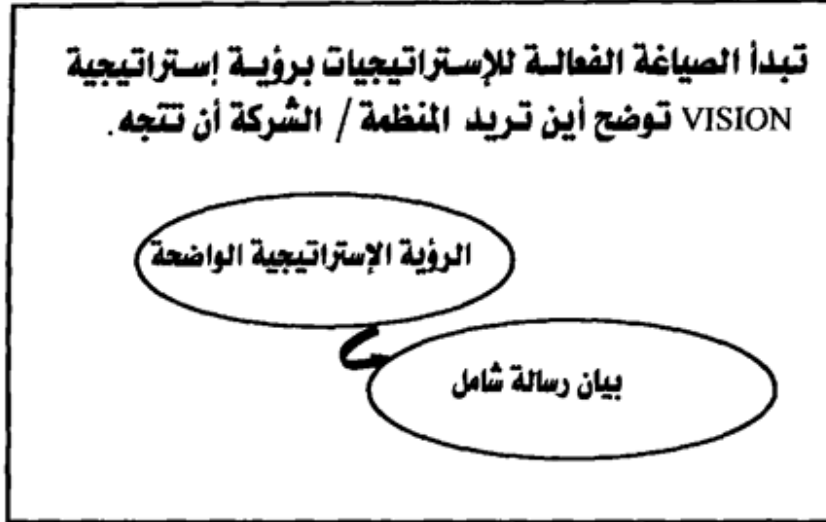 تبدأ الصياغة الفعالة للإستراتيجيات برؤية إستراتيجية
VISION توضح أين تريد المنظمة / الشركة أن تتجه.
الرؤية الإستراتيجية الواضحة
بيان رسالة شامل